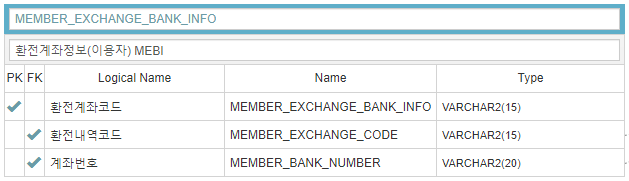 MEMBER_EXCHANGE_BANK_INFO
환전계좌정보(이용자) MEBI
PK FK Logical Name Name Type
환전계좌코드 MEMBER_EXCHANGE_BANK_INFO VARCHAR2(15)
환전내역코드 MEMBER_EXCHANGE_CODE VARCHAR2(15)
계좌번호 MEMBER_BANK_NUMBER VARCHAR2(20)